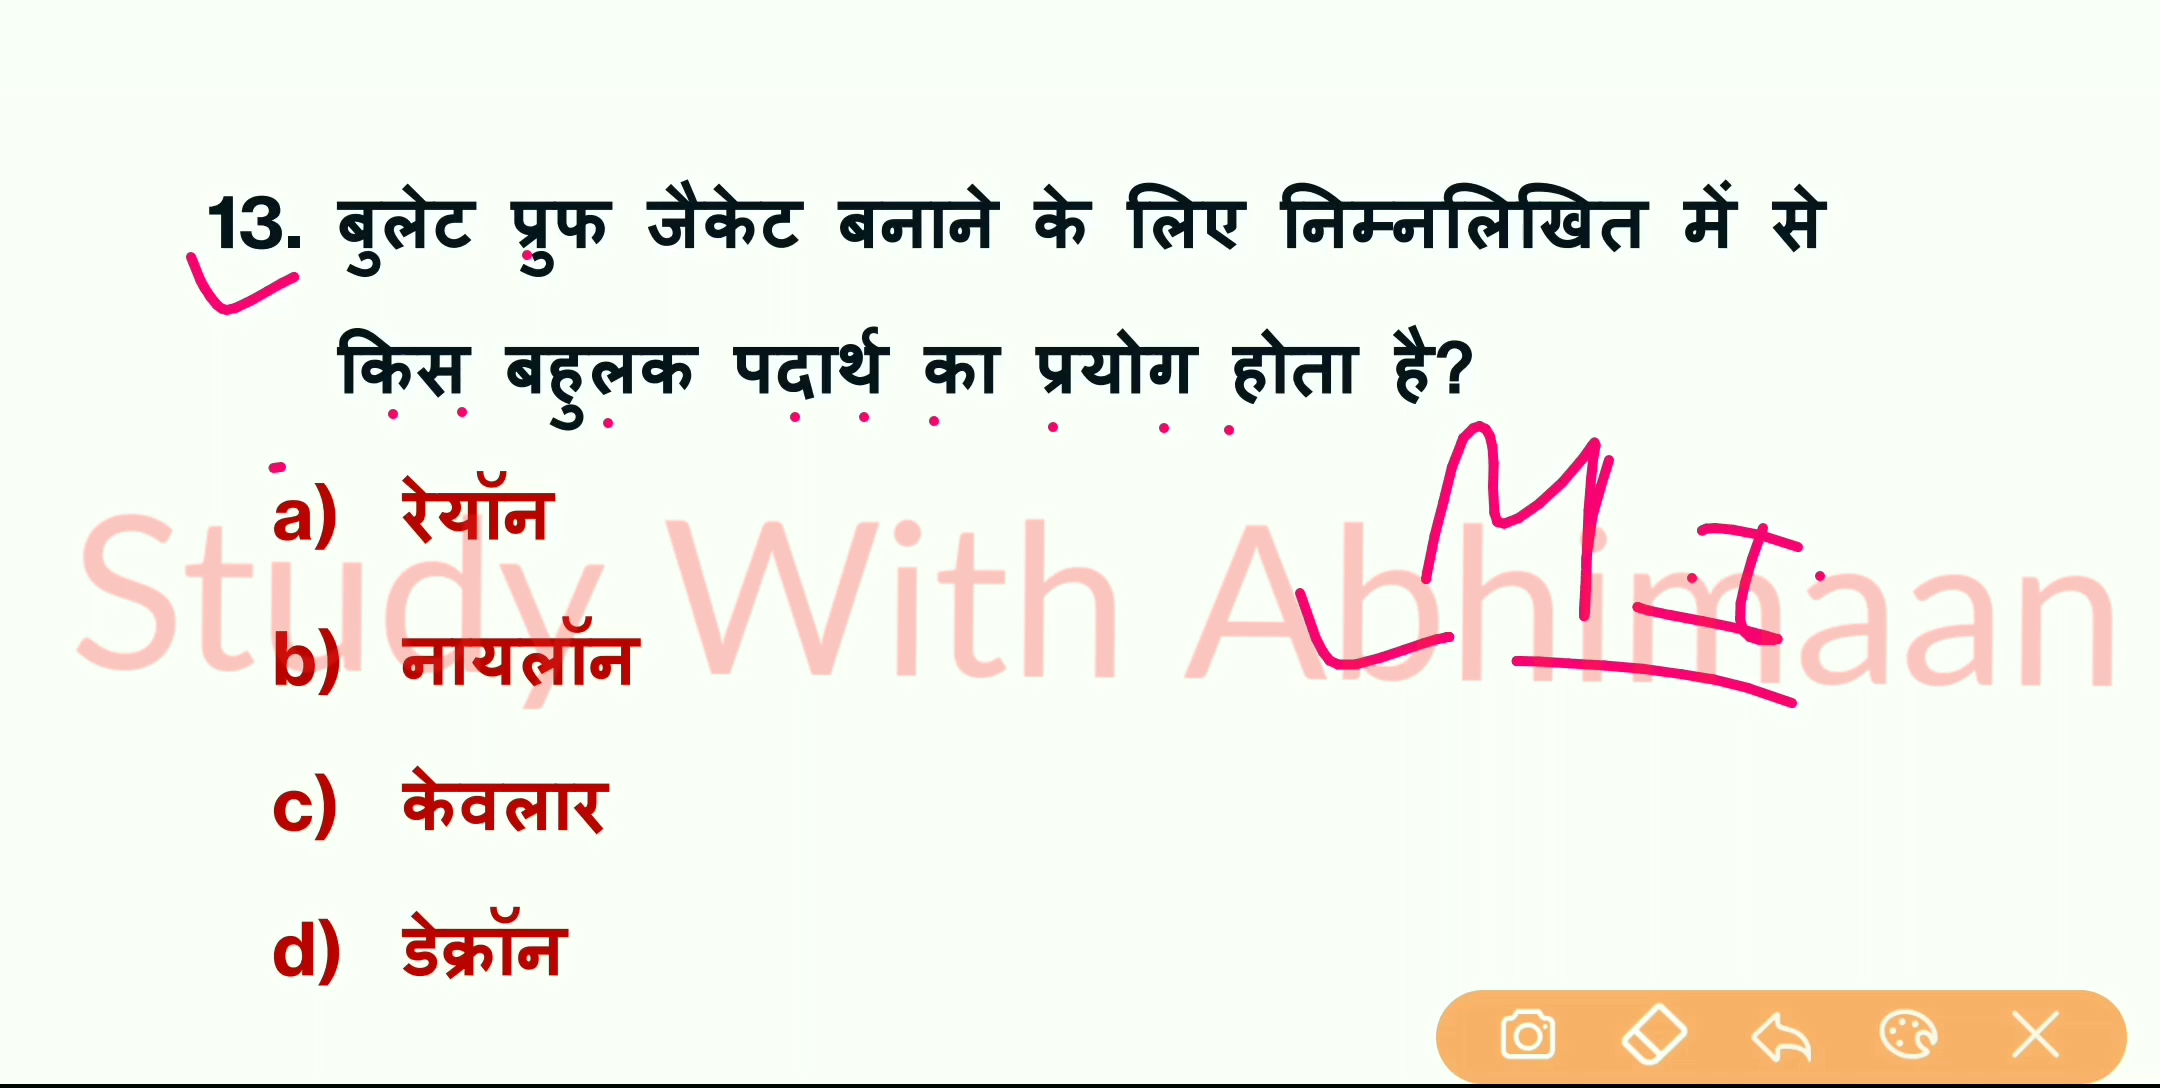 13. बुलेट प्रुफ जैकेट बनाने के लिए निम्नलिखित में से
किस बहुलक पदार्थ का प्रयोग होता है?
a) रेयॉन
b) नायलॉन
c) केवलार
d) डेक्रॉन
M. I.
Study With Abhimaan